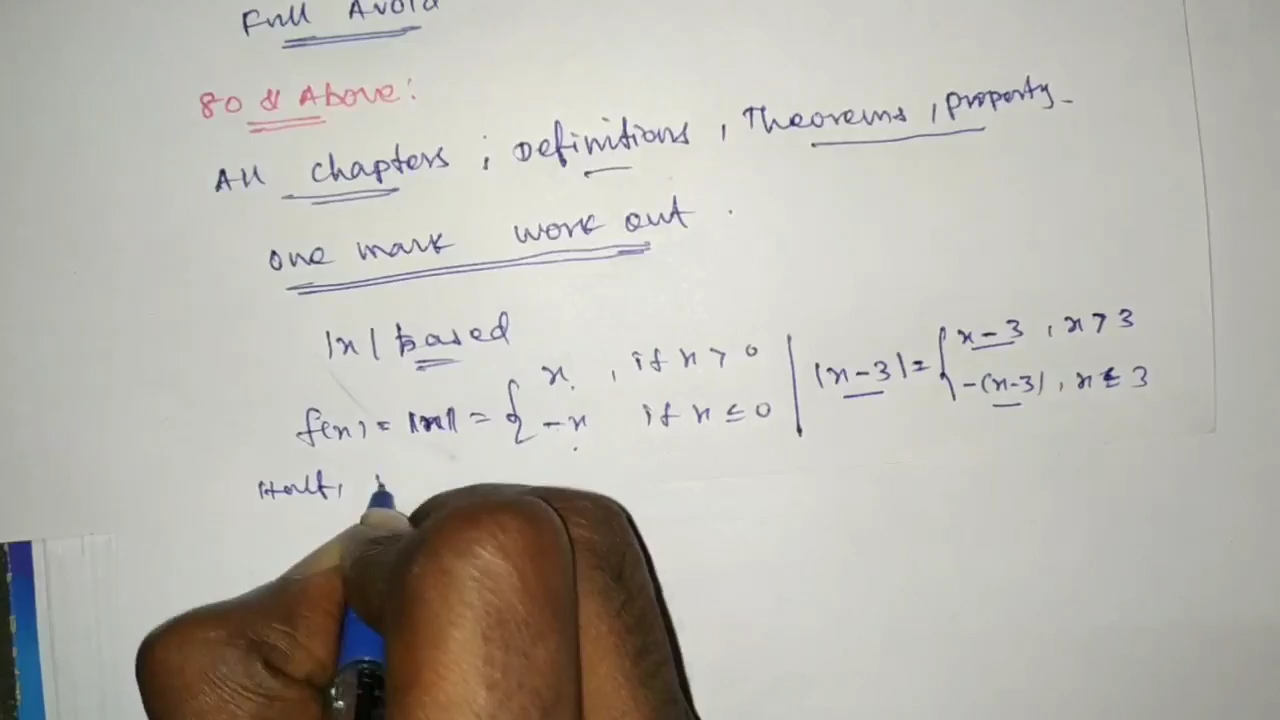 Full Avoid
80 & Above:
All chapters ; Definitions , Theorems , property
one mark work out .
|x| based
f(x) = |x| = { x , if x > 0
-x if x ≤ 0
|x-3| = { x-3 , x > 3
-(x-3) , x ≤ 3
Half,